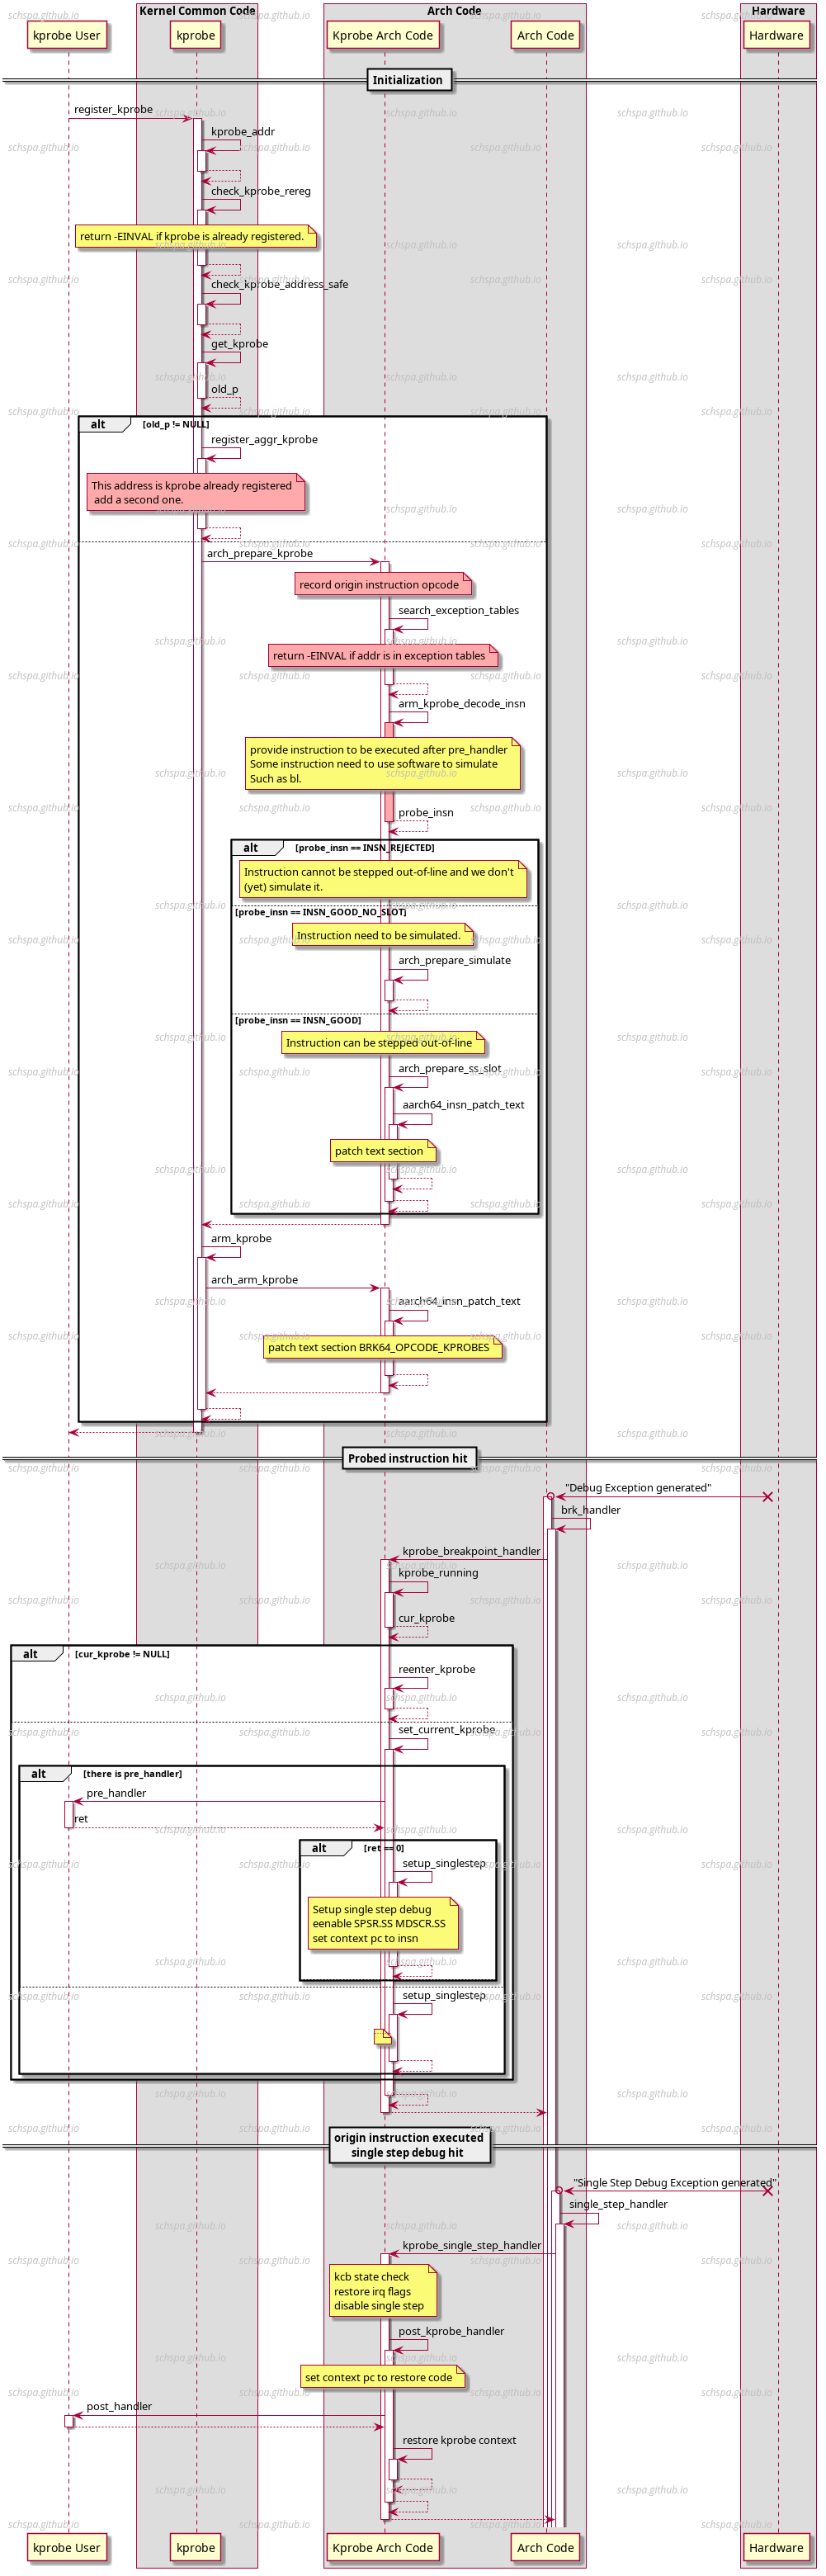 Kernel Common Code
Arch Code
Hardware
kprobe User
kprobe
Kprobe Arch Code
Arch Code
Hardware
Initialization
register_kprobe
kprobe_addr
check_kprobe_rereg
return -EINVAL if kprobe is already registered.
check_kprobe_address_safe
get_kprobe
old_p
alt
[old_p != NULL]
register_aggr_kprobe
This address is kprobe already registered
add a second one.
arch_prepare_kprobe
record origin instruction opcode
search_exception_tables
return -EINVAL if addr is in exception tables
arm_kprobe_decode_insn
provide instruction to be executed after pre_handler
Some instruction need to use software to simulate
Such as bl.
probe_insn
alt
[probe_insn == INSN_REJECTED]
Instruction cannot be stepped out-of-line and we don't
(yet) simulate it.
[probe_insn == INSN_GOOD_NO_SLOT]
Instruction need to be simulated.
arch_prepare_simulate
[probe_insn == INSN_GOOD]
Instruction can be stepped out-of-line
arch_prepare_ss_slot
aarch64_insn_patch_text
patch text section
arm_kprobe
arch_arm_kprobe
aarch64_insn_patch_text
patch text section BRK64_OPCODE_KPROBES
Probed instruction hit
"Debug Exception generated"
brk_handler
kprobe_breakpoint_handler
kprobe_running
cur_kprobe
alt
[cur_kprobe != NULL]
reenter_kprobe
set_current_kprobe
alt
[there is pre_handler]
pre_handler
ret
alt
[ret == 0]
setup_singlestep
Setup single step debug
eenable SPSR.SS MDSCR.SS
set context pc to insn
setup_singlestep
origin instruction executed
single step debug hit
"Single Step Debug Exception generated"
single_step_handler
kprobe_single_step_handler
kcb state check
restore irq flags
disable single step
post_kprobe_handler
set context pc to restore code
post_handler
restore kprobe context
kprobe User
kprobe
Kprobe Arch Code
Arch Code
Hardware
schspa.github.io